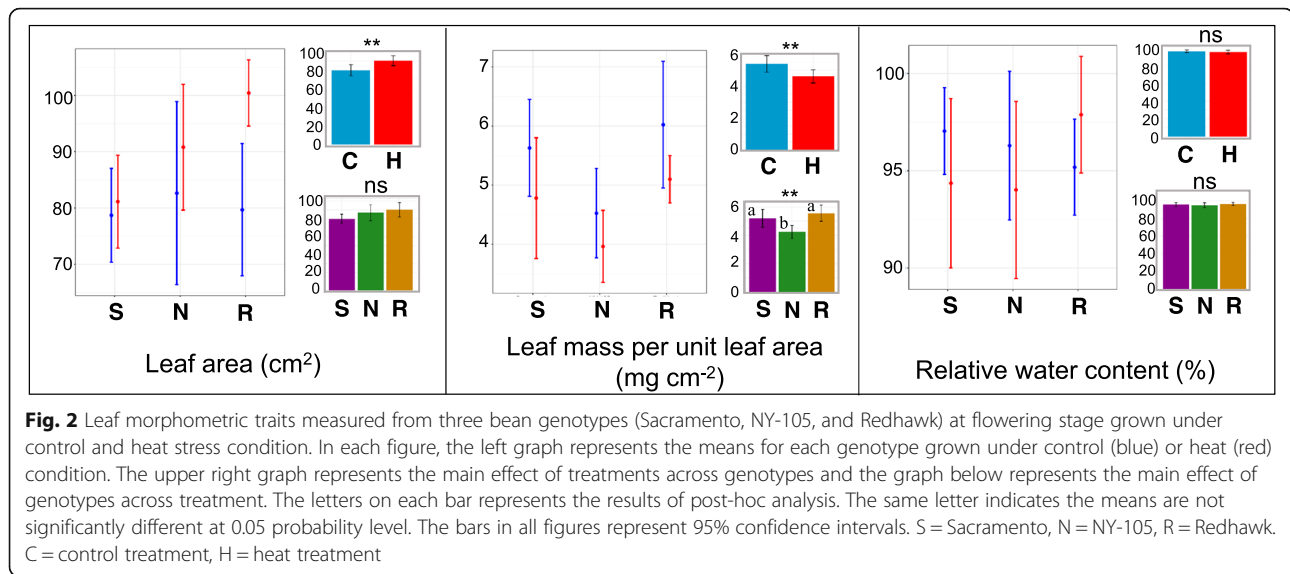 100
90
80
70
S N R
**
100
80
60
40
20
0
C H
ns
100
80
60
40
20
0
S N R
Leaf area (cm2)
7
6
5
4
S N R
**
6
4
2
0
C H
**
6
4
2
0
a b a
S N R
Leaf mass per unit leaf area
(mg cm-2)
100
95
90
S N R
ns
100
80
60
40
20
0
C H
ns
100
80
60
40
20
0
S N R
Relative water content (%)
Fig. 2 Leaf morphometric traits measured from three bean genotypes (Sacramento, NY-105, and Redhawk) at flowering stage grown under
control and heat stress condition. In each figure, the left graph represents the means for each genotype grown under control (blue) or heat (red)
condition. The upper right graph represents the main effect of treatments across genotypes and the graph below represents the main effect of
genotypes across treatment. The letters on each bar represents the results of post-hoc analysis. The same letter indicates the means are not
significantly different at 0.05 probability level. The bars in all figures represent 95% confidence intervals. S = Sacramento, N = NY-105, R = Redhawk.
C = control treatment, H = heat treatment